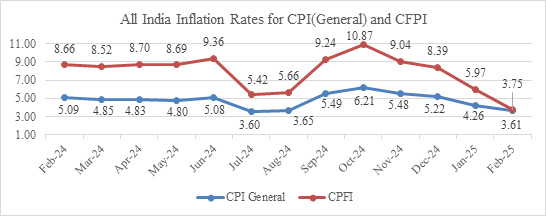 All India Inflation Rates for CPI(General) and CFPI
11.00
9.00
7.00
5.00
3.00
1.00
8.66 8.52 8.70 8.69 9.36 5.42 5.66 9.24 10.87 9.04 8.39 5.97 3.75
5.09 4.85 4.83 4.80 5.08 3.60 3.65 5.49 6.21 5.48 5.22 4.26 3.61
Feb-24 Mar-24 Apr-24 May-24 Jun-24 Jul-24 Aug-24 Sep-24 Oct-24 Nov-24 Dec-24 Jan-25 Feb-25
CPI General CPFI